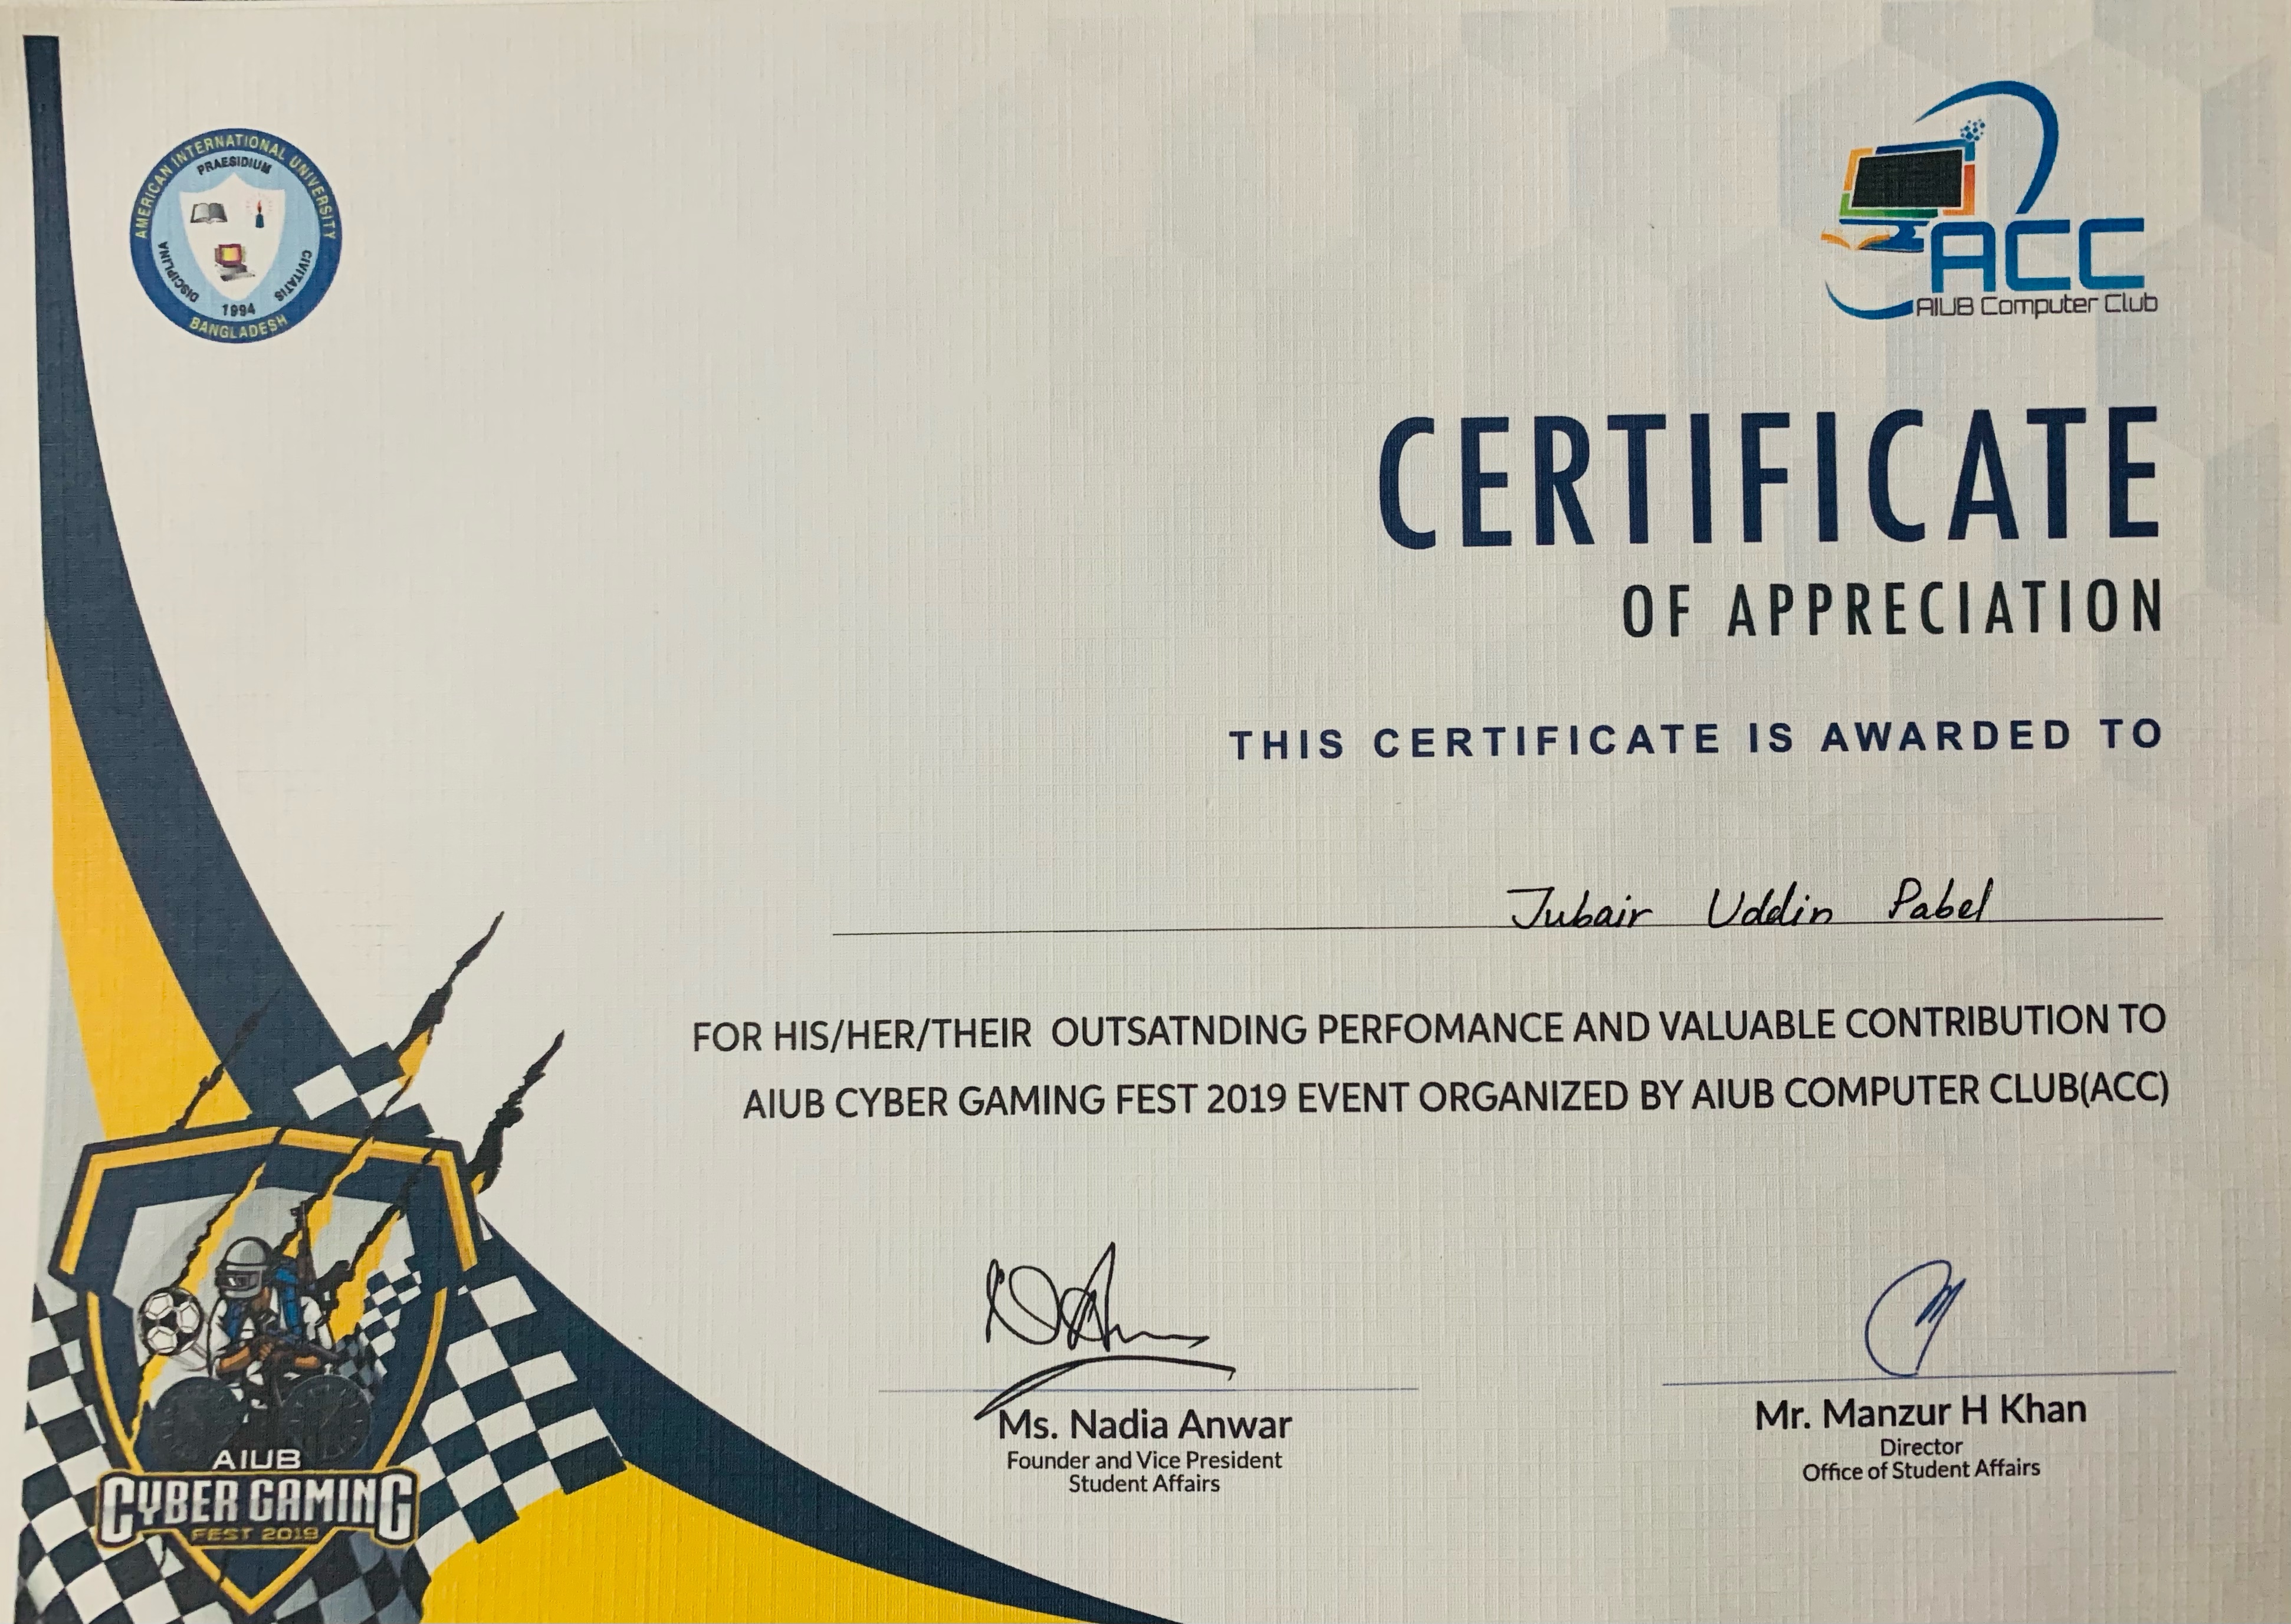 AMERICAN INTERNATIONAL UNIVERSITY
PRAESIDIUM
DISCIPLINA
CIVITATIS
1994
BANGLADESH
ACC
AIUB Computer Club
CERTIFICATE
OF APPRECIATION
THIS CERTIFICATE IS AWARDED TO
Jubair Uddin Pabel
FOR HIS/HER/THEIR OUTSATNDING PERFOMANCE AND VALUABLE CONTRIBUTION TO
AIUB CYBER GAMING FEST 2019 EVENT ORGANIZED BY AIUB COMPUTER CLUB(ACC)
Ms. Nadia Anwar
Founder and Vice President
Student Affairs
Mr. Manzur H Khan
Director
Office of Student Affairs
AIUB
CYBER GAMING
FEST 2019